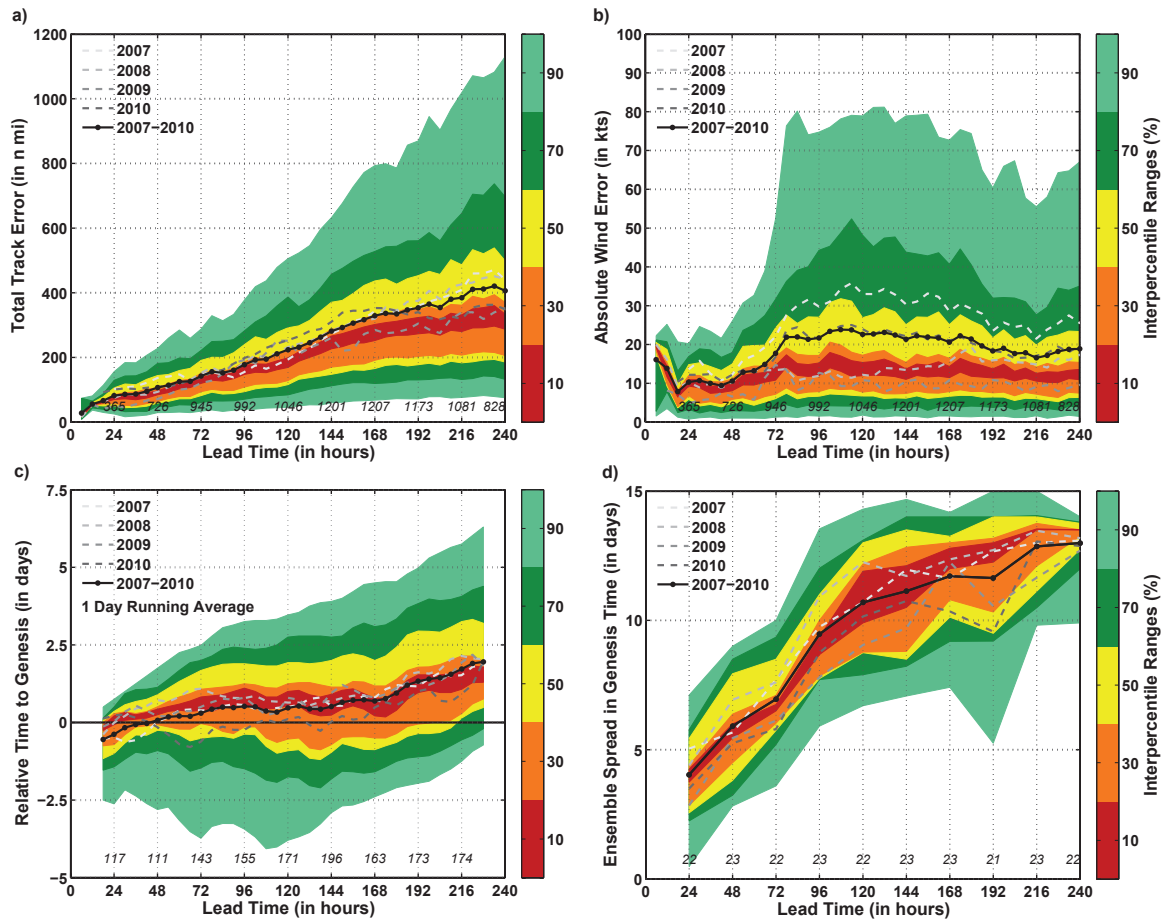 a)
Total Track Error (in n mi)
1200
1000
800
600
400
200
0
2007
2008
2009
2010
2007−2010
365 726 945 992 1046 1201 1207 1173 1081 828
0 24 48 72 96 120 144 168 192 216 240
Lead Time (in hours)
90
70
50
30
10
b)
Absolute Wind Error (in kts)
100
90
80
70
60
50
40
30
20
10
0
2007
2008
2009
2010
2007−2010
365 726 946 992 1046 1201 1207 1173 1081 828
0 24 48 72 96 120 144 168 192 216 240
Lead Time (in hours)
90
70
50
30
10
Interpercentile Ranges (%)
c)
Relative Time to Genesis (in days)
7.5
5
2.5
0
−2.5
−5
2007
2008
2009
2010
2007−2010
1 Day Running Average
117 111 143 155 171 196 163 173 174
0 24 48 72 96 120 144 168 192 216 240
Lead Time (in hours)
90
70
50
30
10
d)
Ensemble Spread in Genesis Time (in days)
15
10
5
0
2007
2008
2009
2010
2007−2010
22 23 22 23 22 23 23 21 23 22
0 24 48 72 96 120 144 168 192 216 240
Lead Time (in hours)
90
70
50
30
10
Interpercentile Ranges (%)